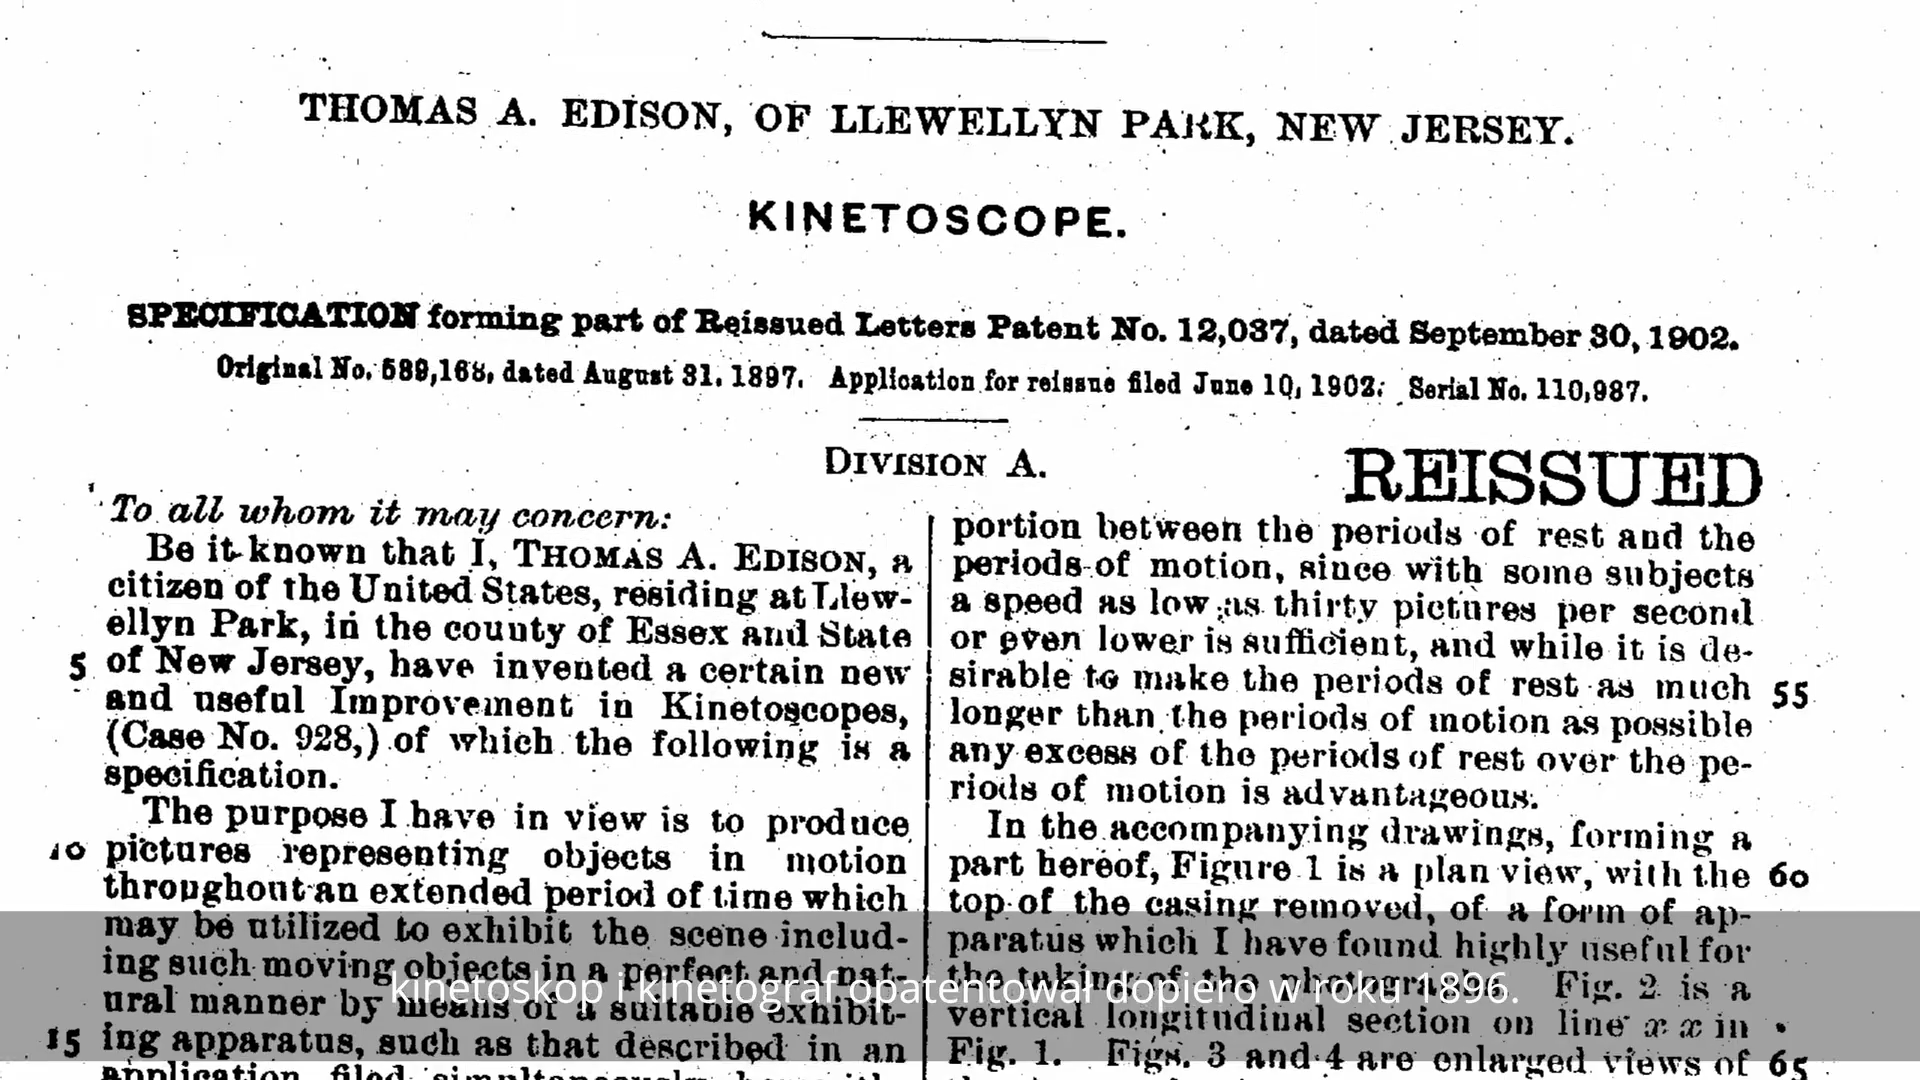 THOMAS A. EDISON, OF LLEWELLYN PARK, NEW JERSEY.
KINETOSCOPE.
SPECIFICATION forming part of Reissued Letters Patent No. 12,037, dated September 30, 1902.
Original No. 589,168, dated August 31, 1897. Application for reissue filed June 10, 1902. Serial No. 110,987.
DIVISION A.
REISSUED
To all whom it may concern:
Be it known that I, THOMAS A. EDISON, a
citizen of the United States, residing at Llew-
ellyn Park, in the county of Essex and State
5 of New Jersey, have invented a certain new
and useful Improvement in Kinetoscopes,
(Case No. 928,) of which the following is a
specification.
The purpose I have in view is to produce
10 pictures representing objects in motion
throughout an extended period of time which
may be utilized to exhibit the scene includ-
ing such moving objects in a perfect and nat-
ural manner by means of a suitable exhibit-
15 ing apparatus, such as that described in an
application filed simultaneously
portion between the periods of rest and the
periods of motion, since with some subjects
a speed as low as thirty pictures per second
or even lower is sufficient, and while it is de-
sirable to make the periods of rest as much 55
longer than the periods of motion as possible
any excess of the periods of rest over the pe-
riods of motion is advantageous.
In the accompanying drawings, forming a
part hereof, Figure 1 is a plan view, with the 60
top of the casing removed, of a form of ap-
paratus which I have found highly useful for
the taking of the photographs. Fig. 2 is a
vertical longitudinal section on line x x in
Fig. 1. Figs. 3 and 4 are enlarged views of 65
kinetoskop i kinetograf opatentował dopiero w roku 1896.